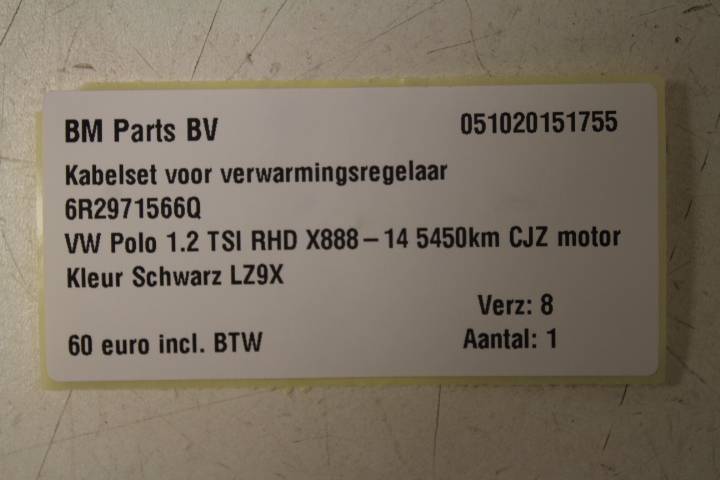 BM Parts BV 051020151755
Kabelset voor verwarmingsregelaar
6R2971566Q
VW Polo 1.2 TSI RHD X888 – 14 5450km CJZ motor
Kleur Schwarz LZ9X
Verz: 8
60 euro incl. BTW Aantal: 1